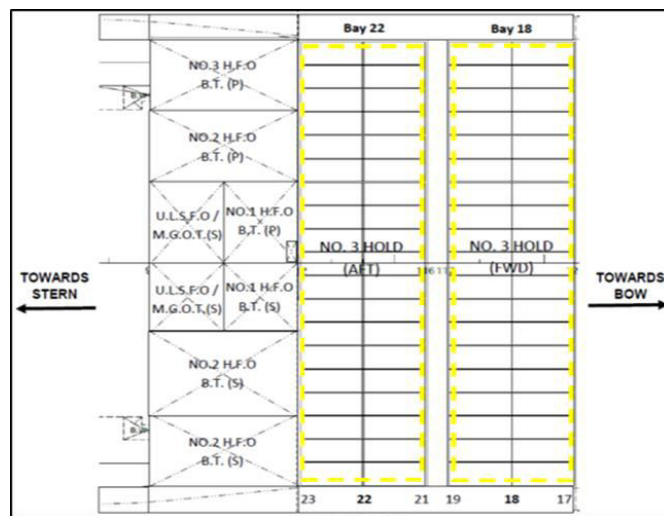 Bay 22
Bay 18
NO.3 H.F.O
B.T. (P)
NO.2 H.F.O
B.T. (P)
U.L.S.F.O /
M.G.O.T.(S)
NO.1 H.F.O
B.T. (P)
NO. 3 HOLD
(AFT)
NO. 3 HOLD
(FWD)
TOWARDS
STERN
TOWARDS
BOW
U.L.S.F.O /
M.G.O.T.(S)
NO.1 H.F.O
B.T. (S)
NO.2 H.F.O
B.T. (S)
NO.2 H.F.O
B.T. (S)
23
22
21
19
18
17